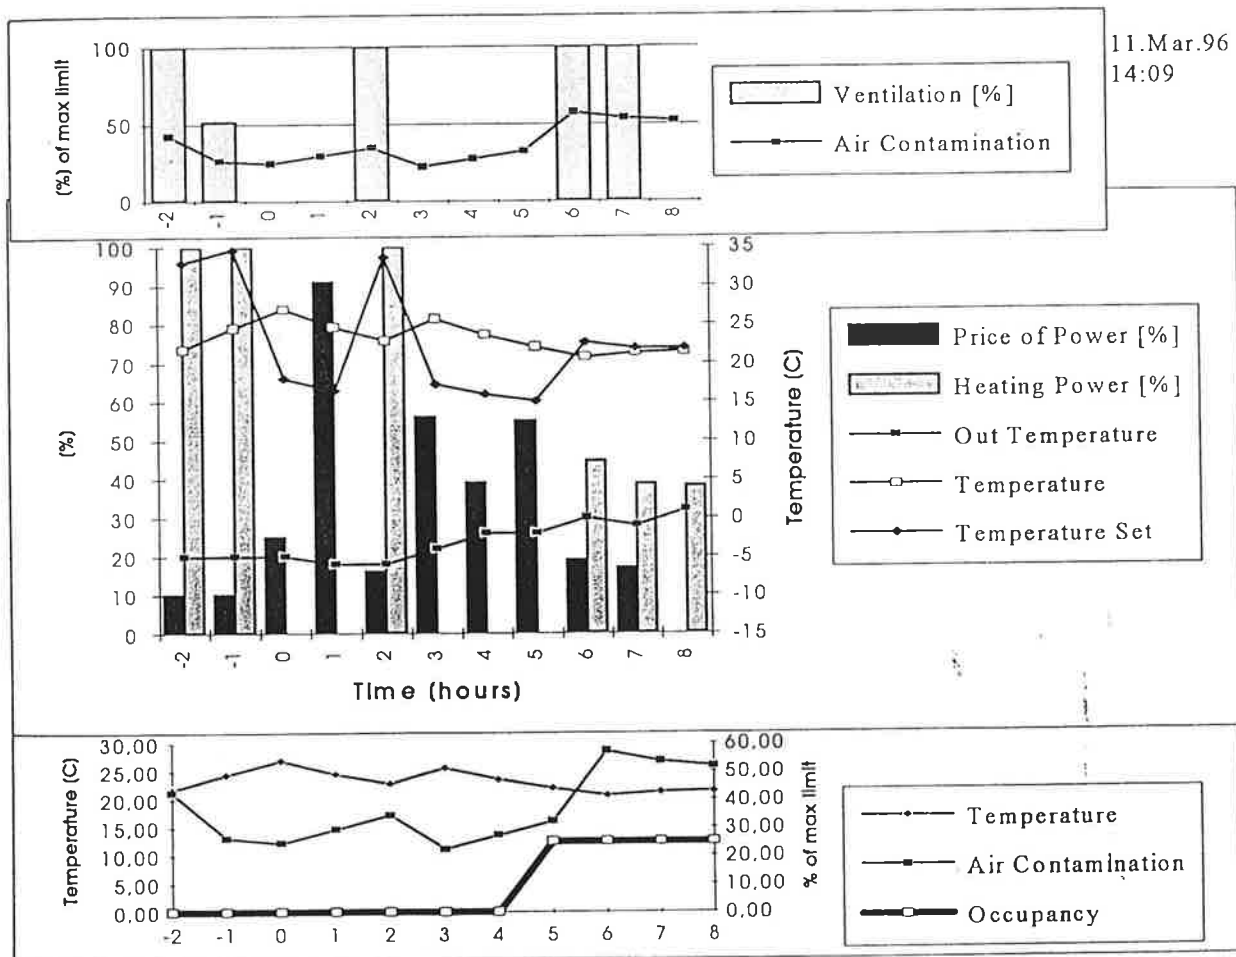 11.Mar.96
14:09
(%) of max limit
100
50
0
-2 -1 0 1 2 3 4 5 6 7 8
Ventilation [%]
Air Contamination
(%)
100
90
80
70
60
50
40
30
20
10
0
Temperature (C)
35
30
25
20
15
10
5
0
-5
-10
-15
-2 -1 0 1 2 3 4 5 6 7 8
Time (hours)
Price of Power [%]
Heating Power [%]
Out Temperature
Temperature
Temperature Set
Temperature (C)
30,00
25,00
20,00
15,00
10,00
5,00
0,00
% of max limit
60,00
50,00
40,00
30,00
20,00
10,00
0,00
-2 -1 0 1 2 3 4 5 6 7 8
Temperature
Air Contamination
Occupancy